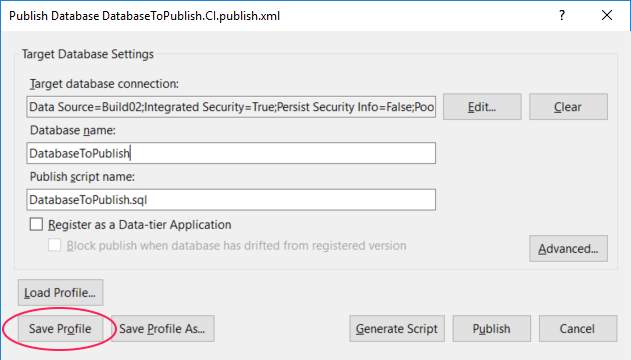 Publish Database DatabaseToPublish.CI.publish.xml
Target Database Settings
Target database connection:
Data Source=Build02;Integrated Security=True;Persist Security Info=False;Poo
Edit...
Clear
Database name:
DatabaseToPublish
Publish script name:
DatabaseToPublish.sql
Register as a Data-tier Application
Block publish when database has drifted from registered version
Advanced...
Load Profile...
Save Profile
Save Profile As...
Generate Script
Publish
Cancel